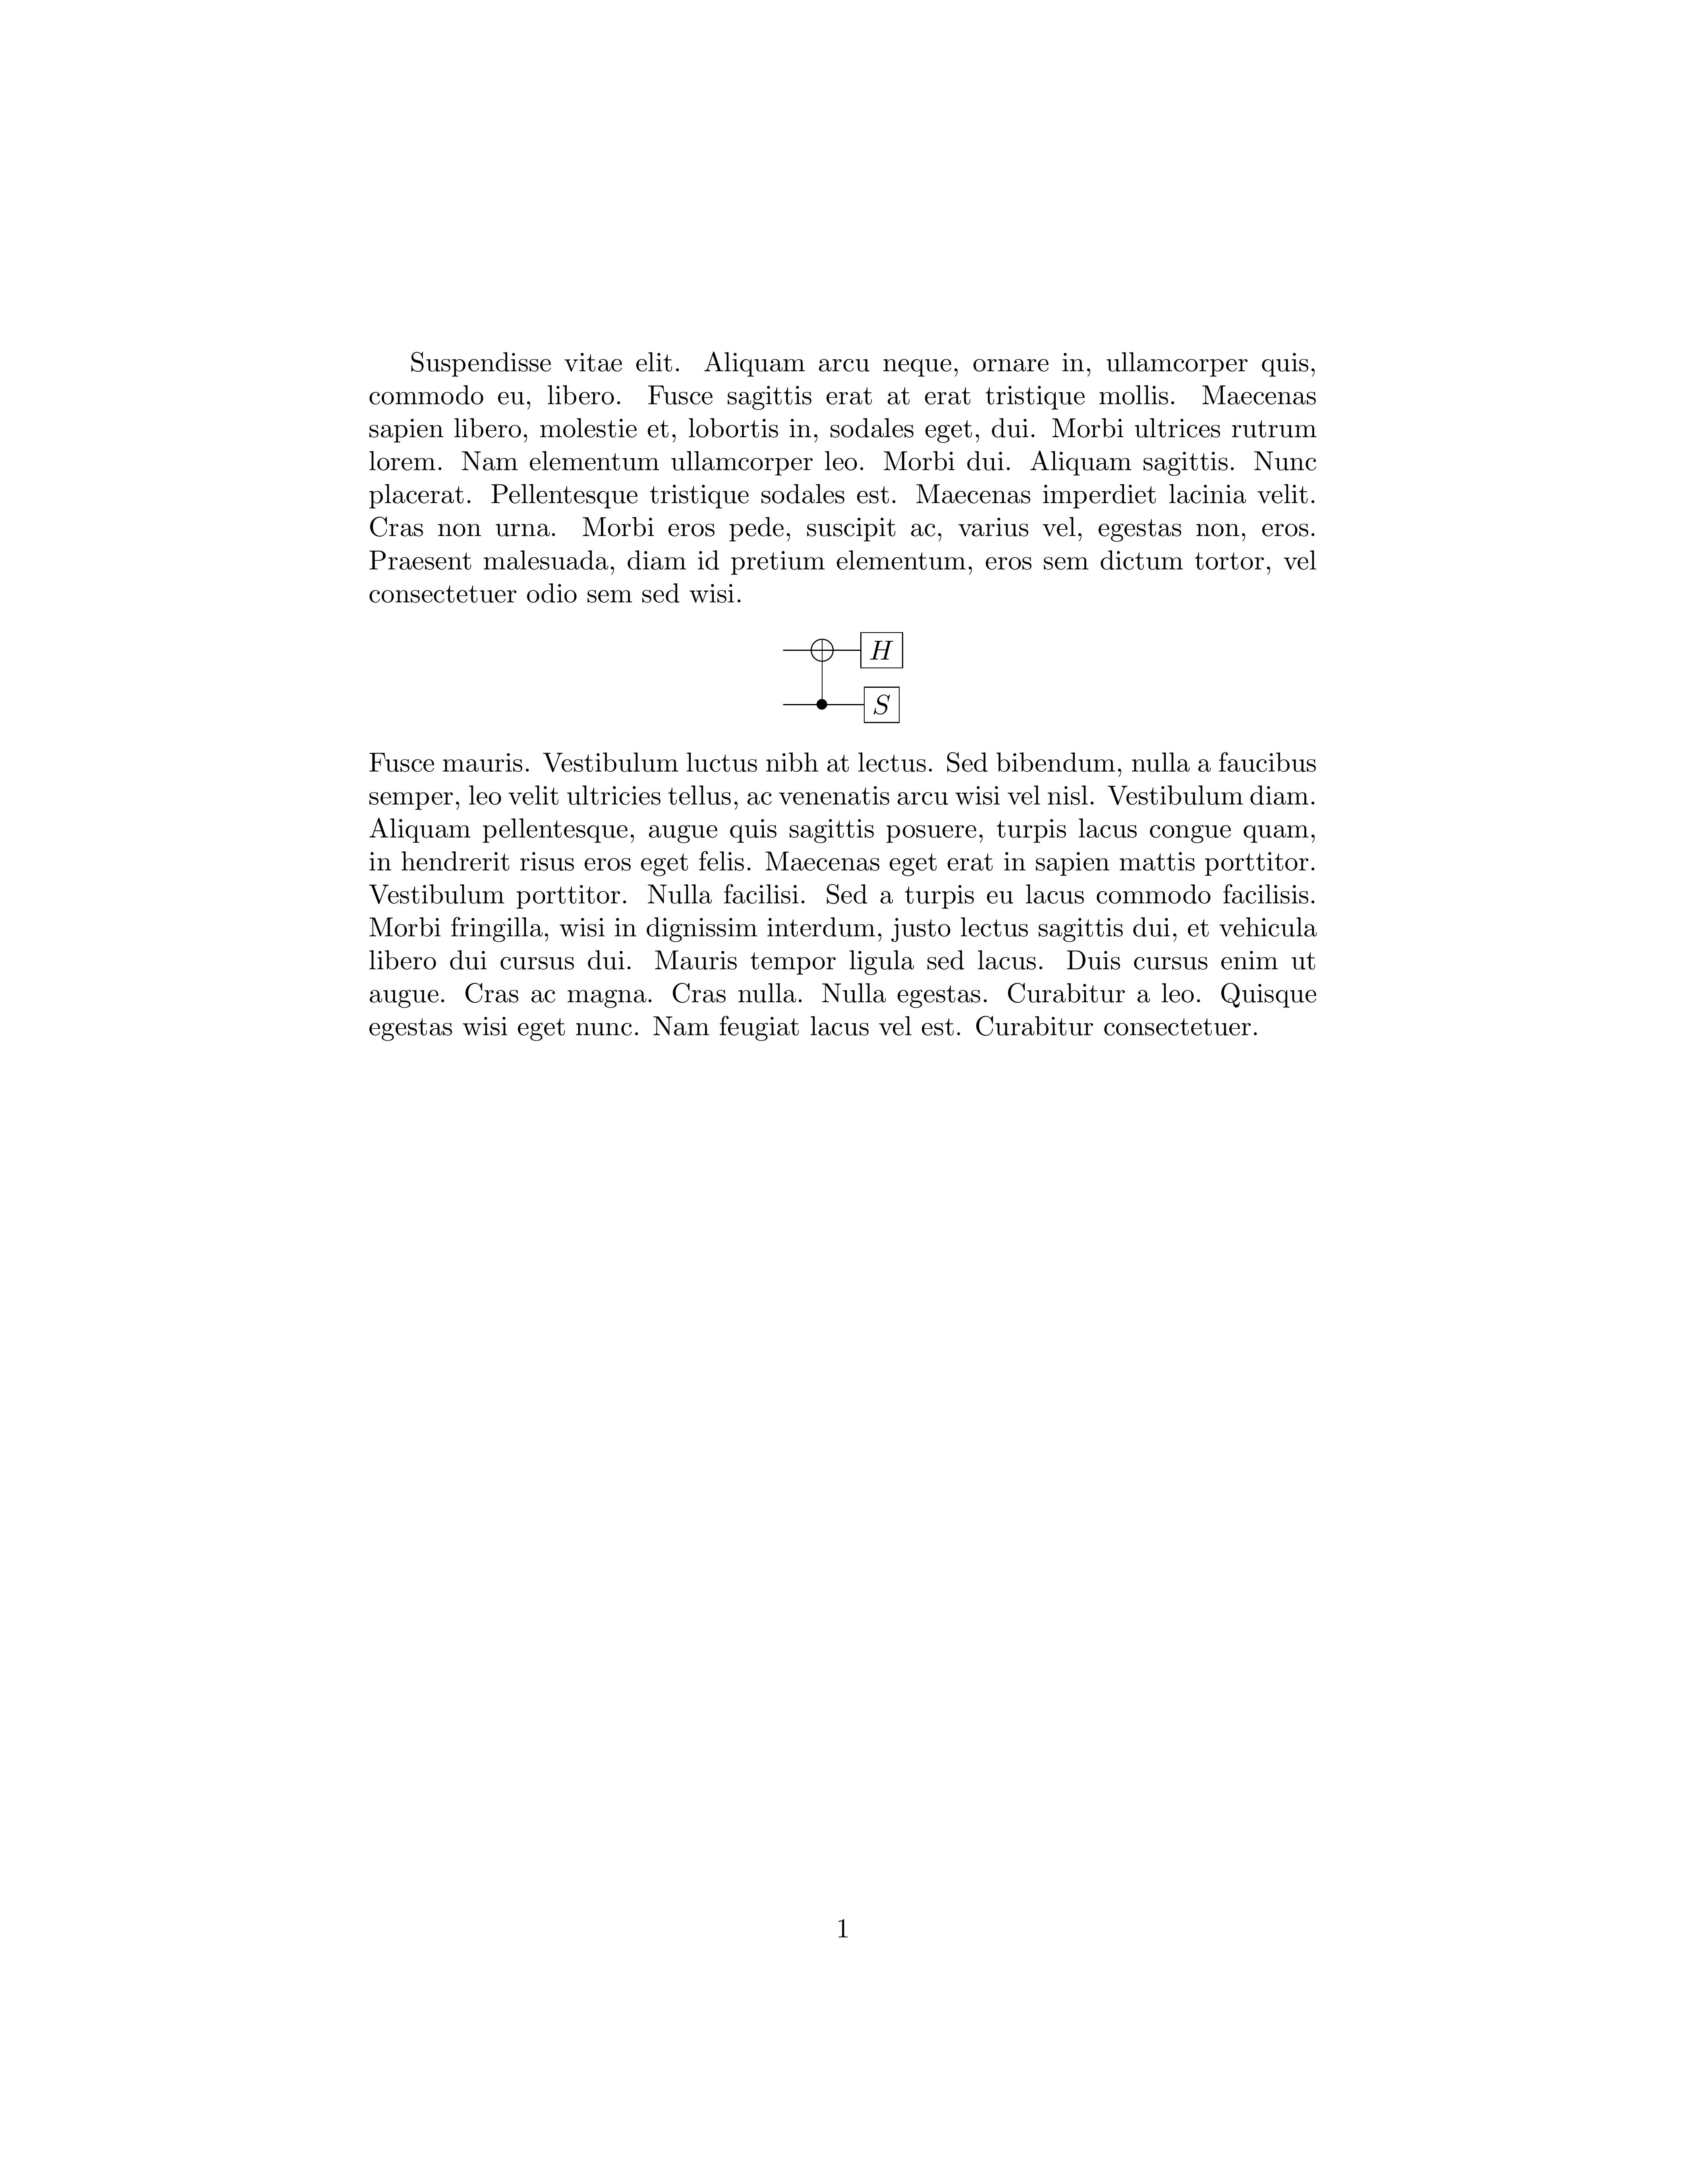 Suspendisse vitae elit. Aliquam arcu neque, ornare in, ullamcorper quis,
commodo eu, libero. Fusce sagittis erat at erat tristique mollis. Maecenas
sapien libero, molestie et, lobortis in, sodales eget, dui. Morbi ultrices rutrum
lorem. Nam elementum ullamcorper leo. Morbi dui. Aliquam sagittis. Nunc
placerat. Pellentesque tristique sodales est. Maecenas imperdiet lacinia velit.
Cras non urna. Morbi eros pede, suscipit ac, varius vel, egestas non, eros.
Praesent malesuada, diam id pretium elementum, eros sem dictum tortor, vel
consectetuer odio sem sed wisi.
H
S
Fusce mauris. Vestibulum luctus nibh at lectus. Sed bibendum, nulla a faucibus
semper, leo velit ultricies tellus, ac venenatis arcu wisi vel nisl. Vestibulum diam.
Aliquam pellentesque, augue quis sagittis posuere, turpis lacus congue quam,
in hendrerit risus eros eget felis. Maecenas eget erat in sapien mattis porttitor.
Vestibulum porttitor. Nulla facilisi. Sed a turpis eu lacus commodo facilisis.
Morbi fringilla, wisi in dignissim interdum, justo lectus sagittis dui, et vehicula
libero dui cursus dui. Mauris tempor ligula sed lacus. Duis cursus enim ut
augue. Cras ac magna. Cras nulla. Nulla egestas. Curabitur a leo. Quisque
egestas wisi eget nunc. Nam feugiat lacus vel est. Curabitur consectetuer.
1